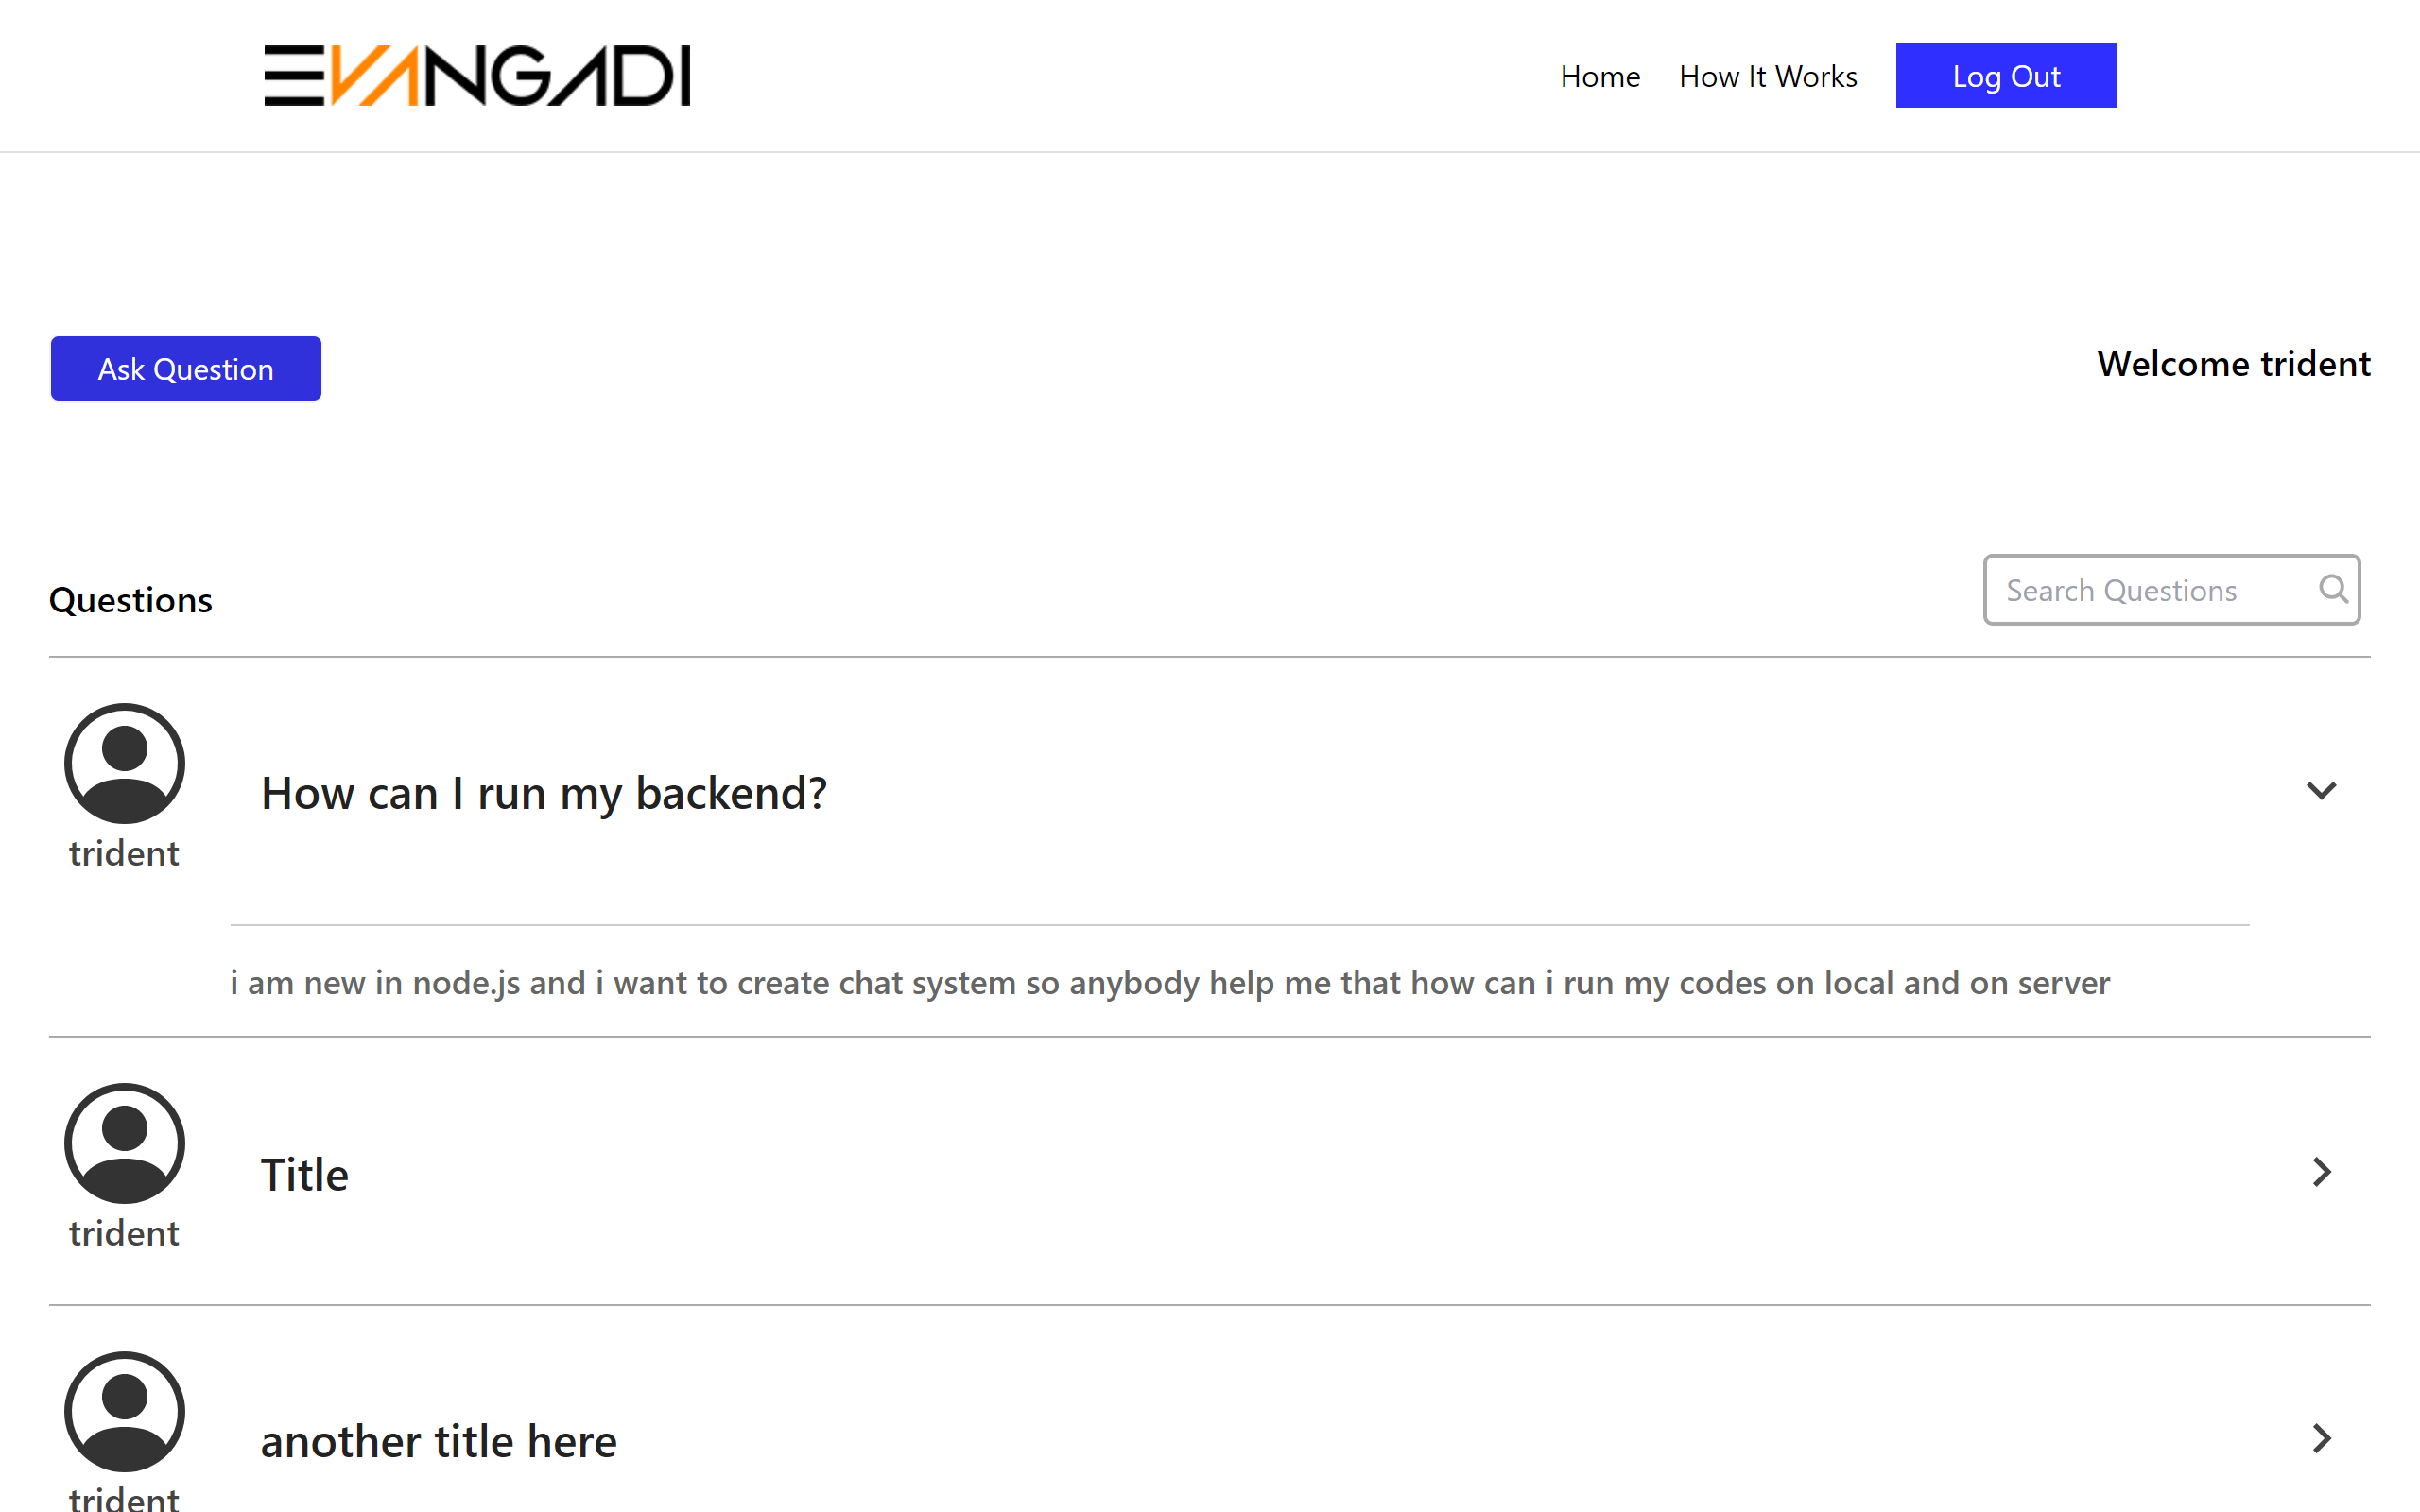 EVANGADI
Home How It Works Log Out
Ask Question
Welcome trident
Questions
Search Questions
trident
How can I run my backend?
i am new in node.js and i want to create chat system so anybody help me that how can i run my codes on local and on server
trident
Title
trident
another title here